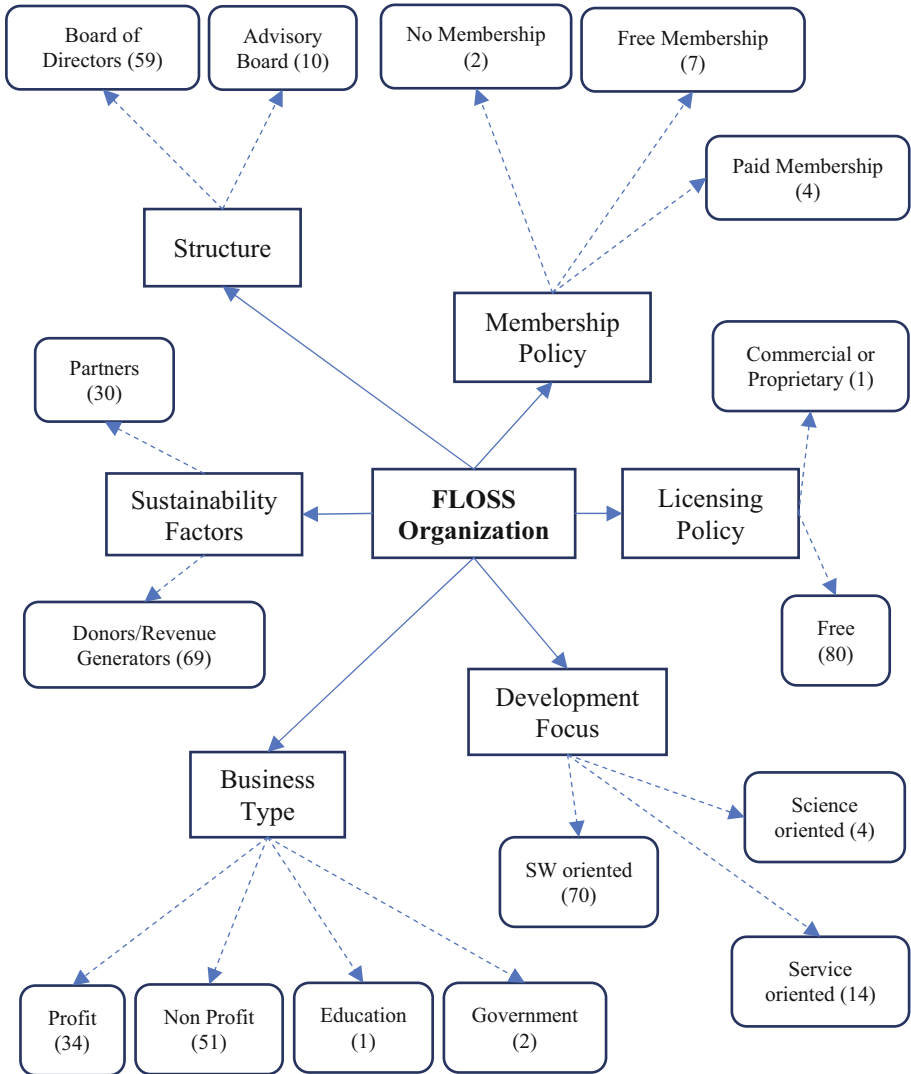 Board of
Directors (59)
Advisory
Board (10)
No Membership
(2)
Free Membership
(7)
Paid Membership
(4)
Structure
Membership
Policy
Commercial or
Proprietary (1)
Partners
(30)
Sustainability
Factors
FLOSS
Organization
Licensing
Policy
Donors/Revenue
Generators (69)
Free
(80)
Development
Focus
Business
Type
Science
oriented (4)
SW oriented
(70)
Service
oriented (14)
Profit
(34)
Non Profit
(51)
Education
(1)
Government
(2)